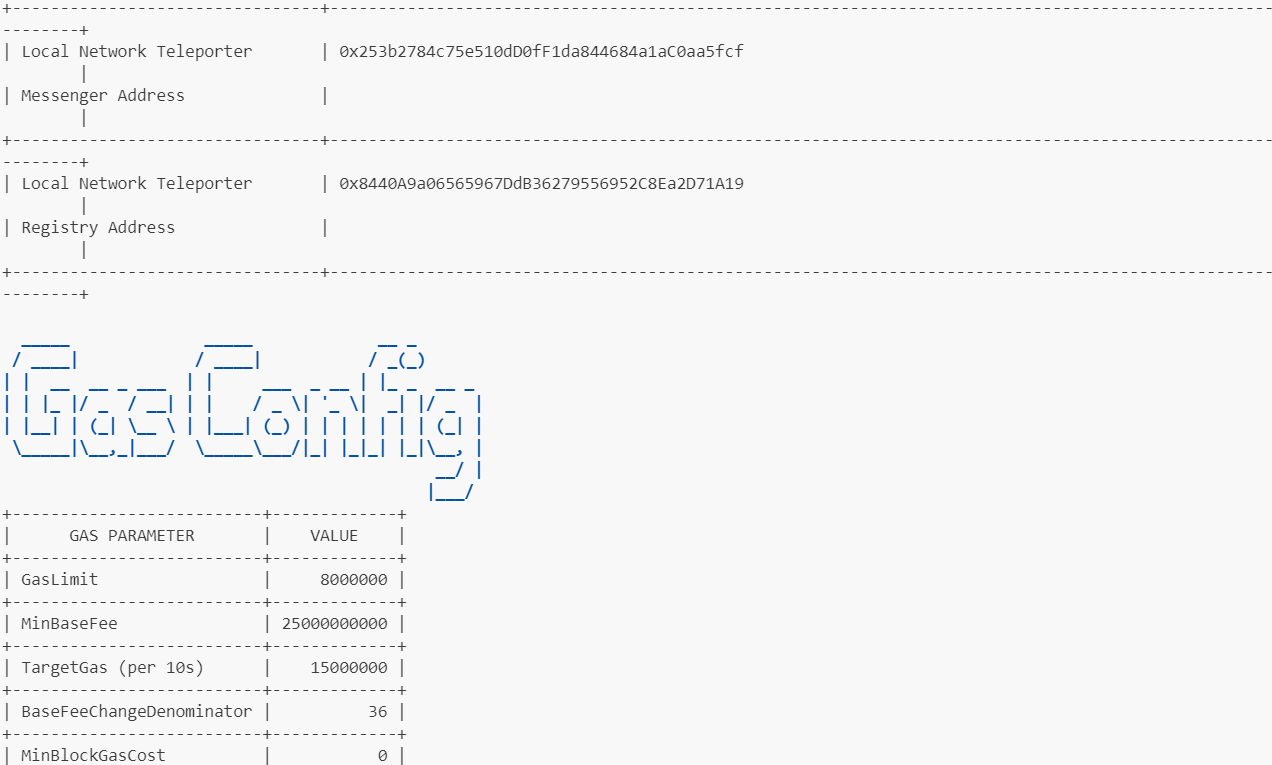 +--------------------------------+--------------------------------------------------------------------------------------------------
--------+
| Local Network Teleporter       | 0x253b2784c75e510dD0fF1da844684a1aC0aa5fcf
        |
| Messenger Address              |
        |
+--------------------------------+--------------------------------------------------------------------------------------------------
--------+
| Local Network Teleporter       | 0x8440A9a06565967DdB36279556952C8Ea2D71A19
        |
| Registry Address               |
        |
+--------------------------------+--------------------------------------------------------------------------------------------------
--------+
Gas Config
+--------------------------+-------------+
|      GAS PARAMETER       |    VALUE    |
+--------------------------+-------------+
| GasLimit                 |     8000000 |
+--------------------------+-------------+
| MinBaseFee               | 25000000000 |
+--------------------------+-------------+
| TargetGas (per 10s)      |    15000000 |
+--------------------------+-------------+
| BaseFeeChangeDenominator |          36 |
+--------------------------+-------------+
| MinBlockGasCost          |           0 |